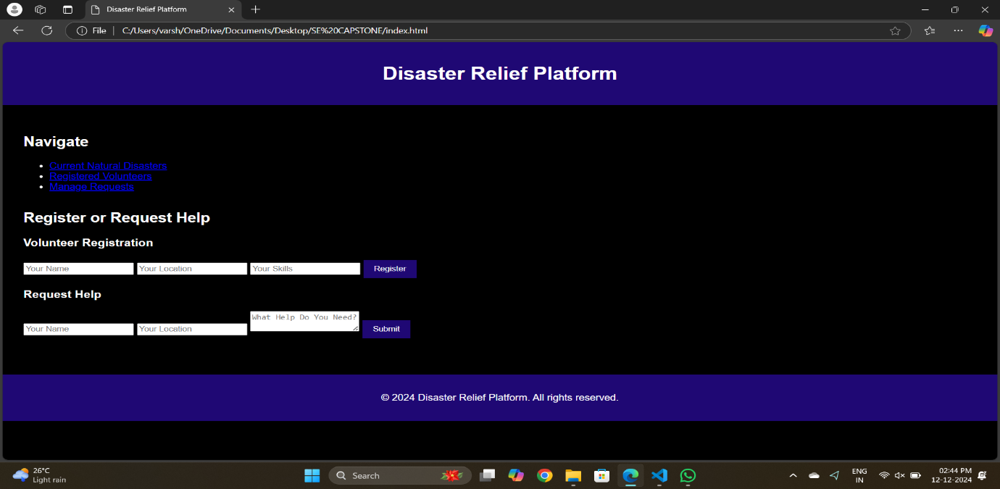 Disaster Relief Platform
File
C:/Users/varsh/OneDrive/Documents/Desktop/SE%20CAPSTONE/index.html
Disaster Relief Platform
Navigate
Current Natural Disasters
Registered Volunteers
Manage Requests
Register or Request Help
Volunteer Registration
Your Name Your Location Your Skills Register
Request Help
What Help Do You Need?
Your Name Your Location Submit
© 2024 Disaster Relief Platform. All rights reserved.
26°C
Light rain
Search
ENG
IN
02:44 PM
12-12-2024